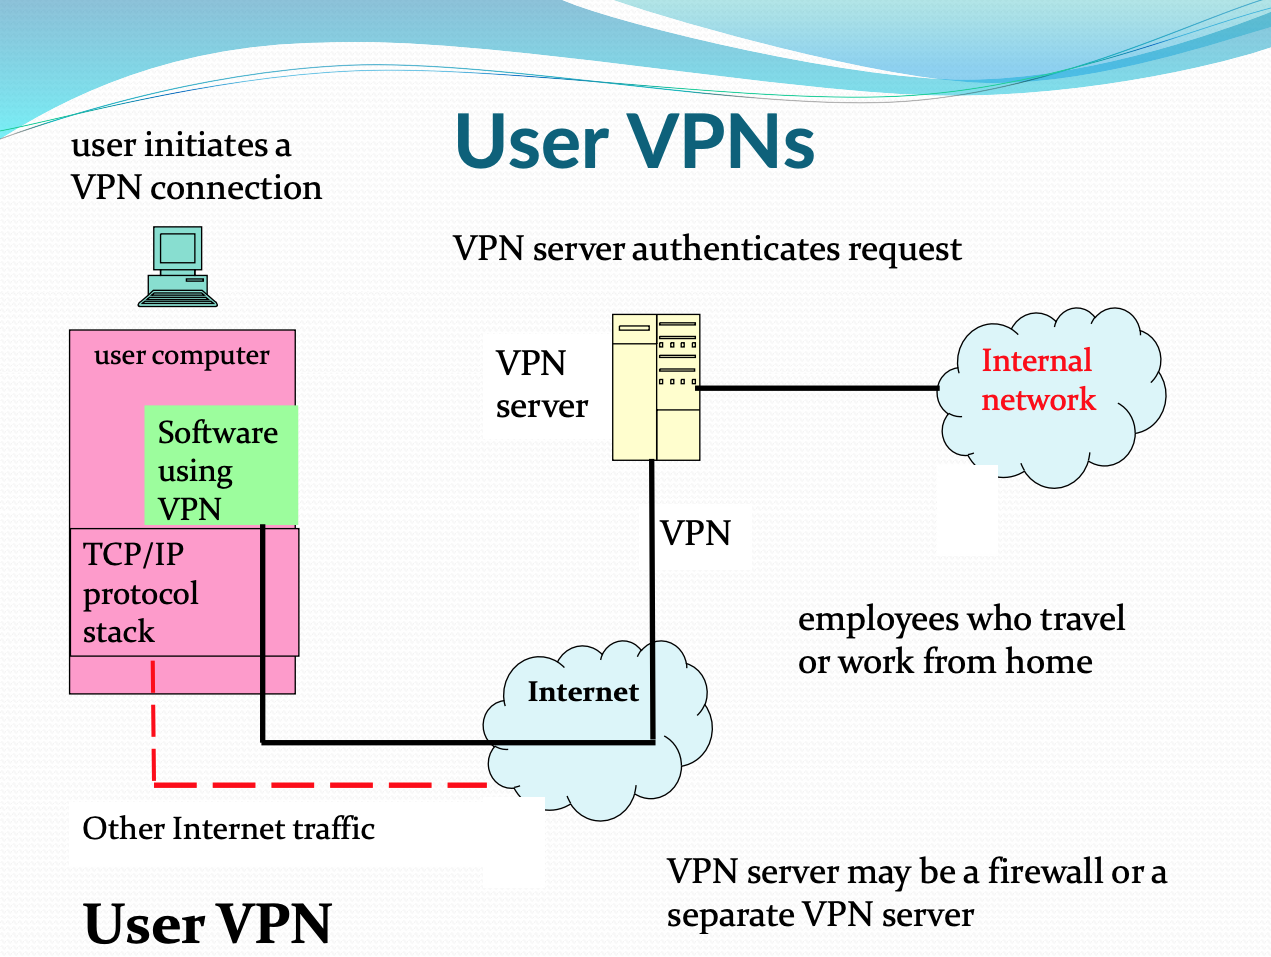 User VPNs
user initiates a
VPN connection
VPN server authenticates request
user computer
Software
using
VPN
TCP/IP
protocol
stack
VPN
server
Internal
network
VPN
employees who travel
or work from home
Internet
Other Internet traffic
VPN server may be a firewall or a
separate VPN server
User VPN